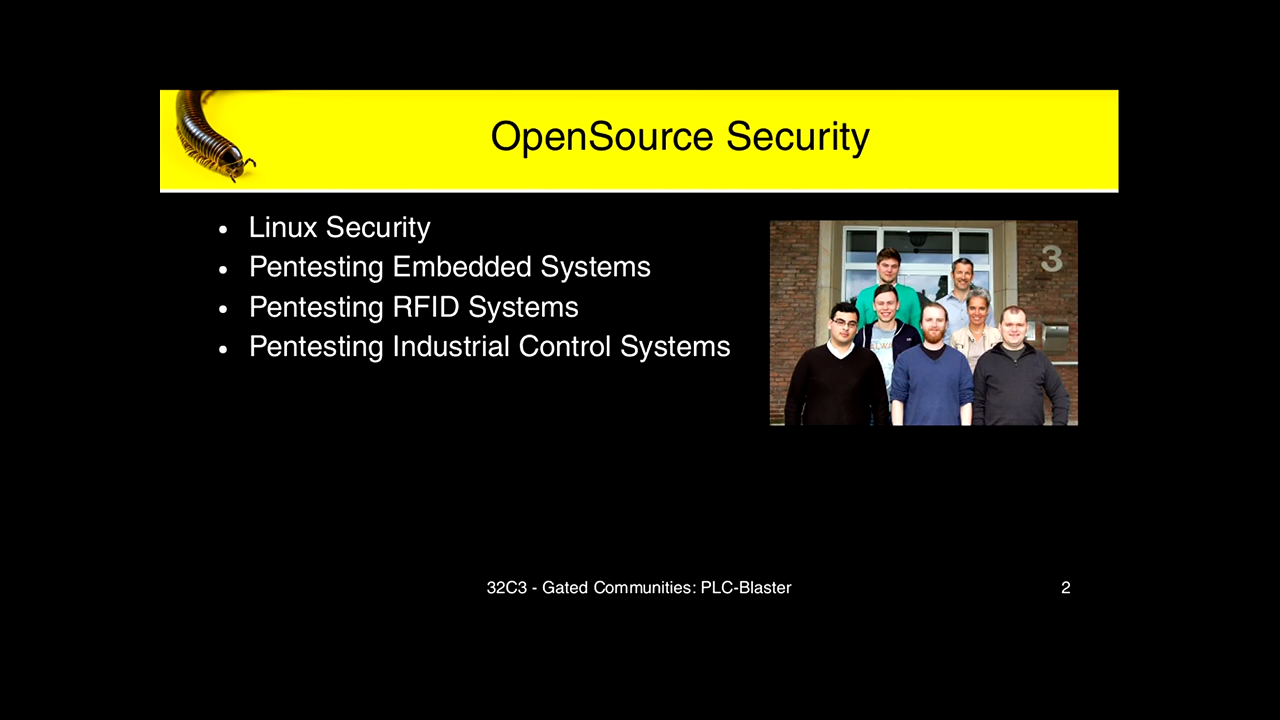 OpenSource Security
• Linux Security
• Pentesting Embedded Systems
• Pentesting RFID Systems
• Pentesting Industrial Control Systems
3
32C3 - Gated Communities: PLC-Blaster
2